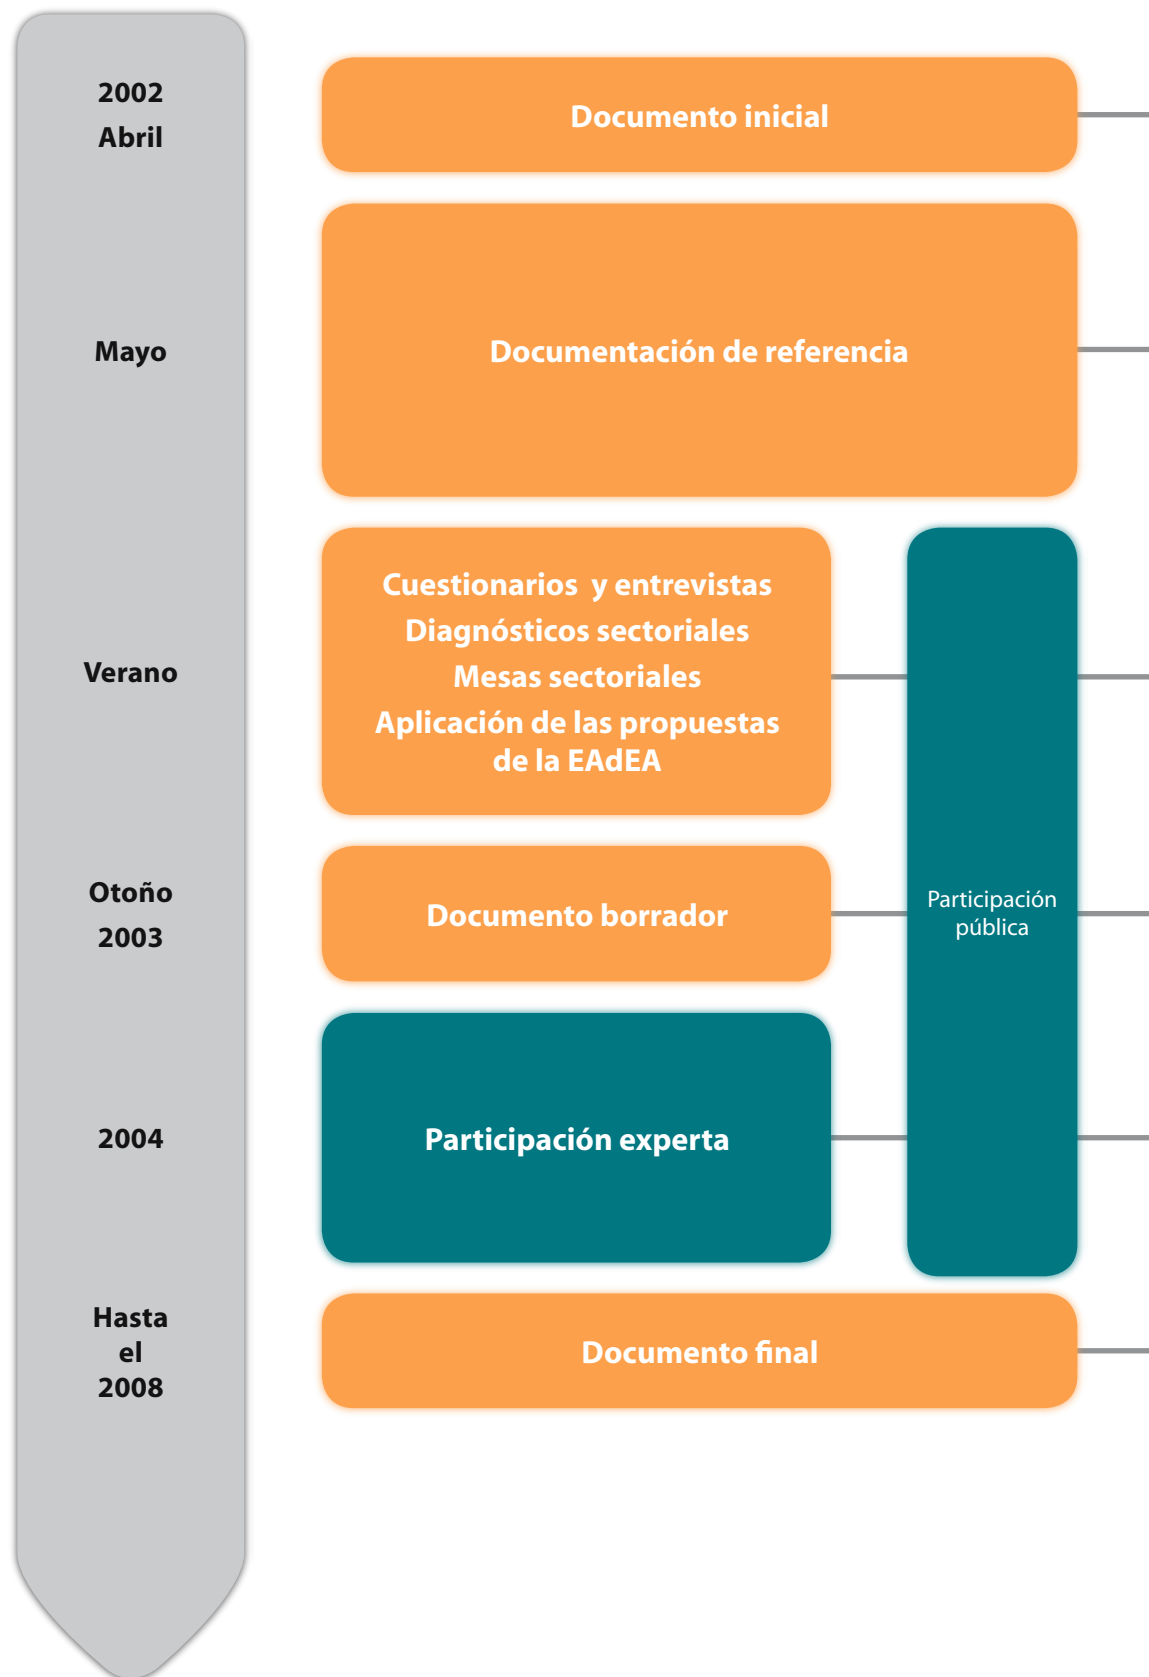 2002
Abril
Documento inicial
Mayo
Documentación de referencia
Verano
Cuestionarios y entrevistas
Diagnósticos sectoriales
Mesas sectoriales
Aplicación de las propuestas
de la EAdEA
Otoño
2003
Documento borrador
Participación
pública
2004
Participación experta
Hasta
el
2008
Documento final